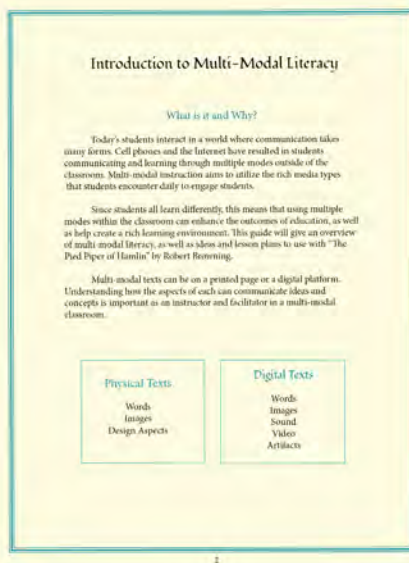 Introduction to Multi-Modal Literacy
What is it and Why?
Today's students interact in a world where communication takes
many forms. Cell phones and the Internet have resulted in students
communicating and learning through multiple modes outside of the
classroom. Multi-modal instruction aims to utilize the rich media types
that students encounter daily to engage students.
Since students all learn differently, this means that using multiple
modes within the classroom can enhance the outcomes of education, as well
as help create a rich learning environment. This guide will give an overview
of multi-modal literacy, as well as ideas and lesson plans to use with "The
Pied Piper of Hamlin" by Robert Browning.
Multi-modal texts can be on a printed page or a digital platform.
Understanding how the aspects of each can communicate ideas and
concepts is important as an instructor and facilitator in a multi-modal
classroom.
Physical Texts
Words
Images
Design Aspects
Digital Texts
Words
Images
Sound
Video
Artifacts
2